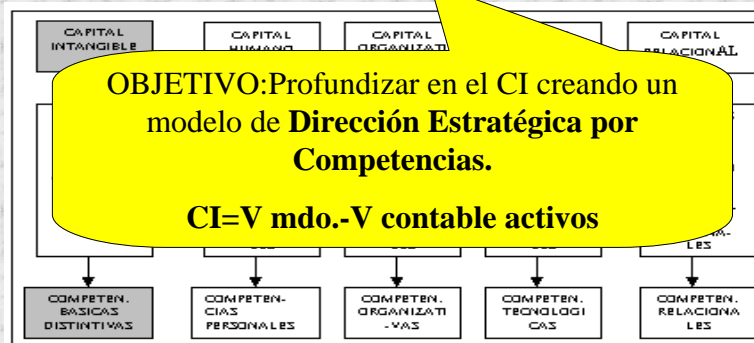 CAPITAL
INTANGIBLE
CAPITAL
HUMANO
CAPITAL
ORGANIZATI
CAPITAL
RELACIONAL
OBJETIVO:Profundizar en el CI creando un
modelo de Dirección Estratégica por
Competencias.
CI=V mdo.-V contable activos
LES
COMPETEN.
BASICAS
DISTINTIVAS
COMPETEN-
CIAS
PERSONALES
COMPETEN.
ORGANIZATI
-VAS
COMPETEN.
TECNOLOGI
CAS
COMPETEN.
RELACIONA
LES